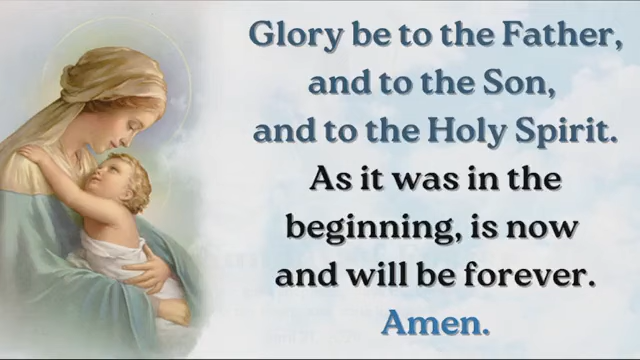 Glory be to the Father,
and to the Son,
and to the Holy Spirit.
As it was in the
beginning, is now
and will be forever.
Amen.